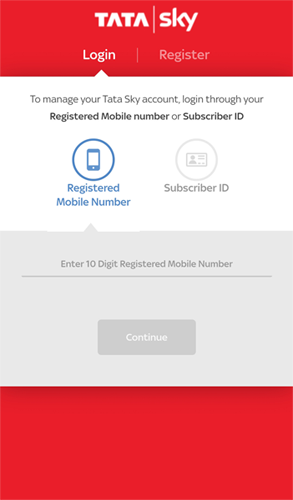 TATA sky
Login Register
To manage your Tata Sky account, login through your
Registered Mobile number or Subscriber ID
Registered Subscriber ID
Mobile Number
Enter 10 Digit Registered Mobile Number
Continue